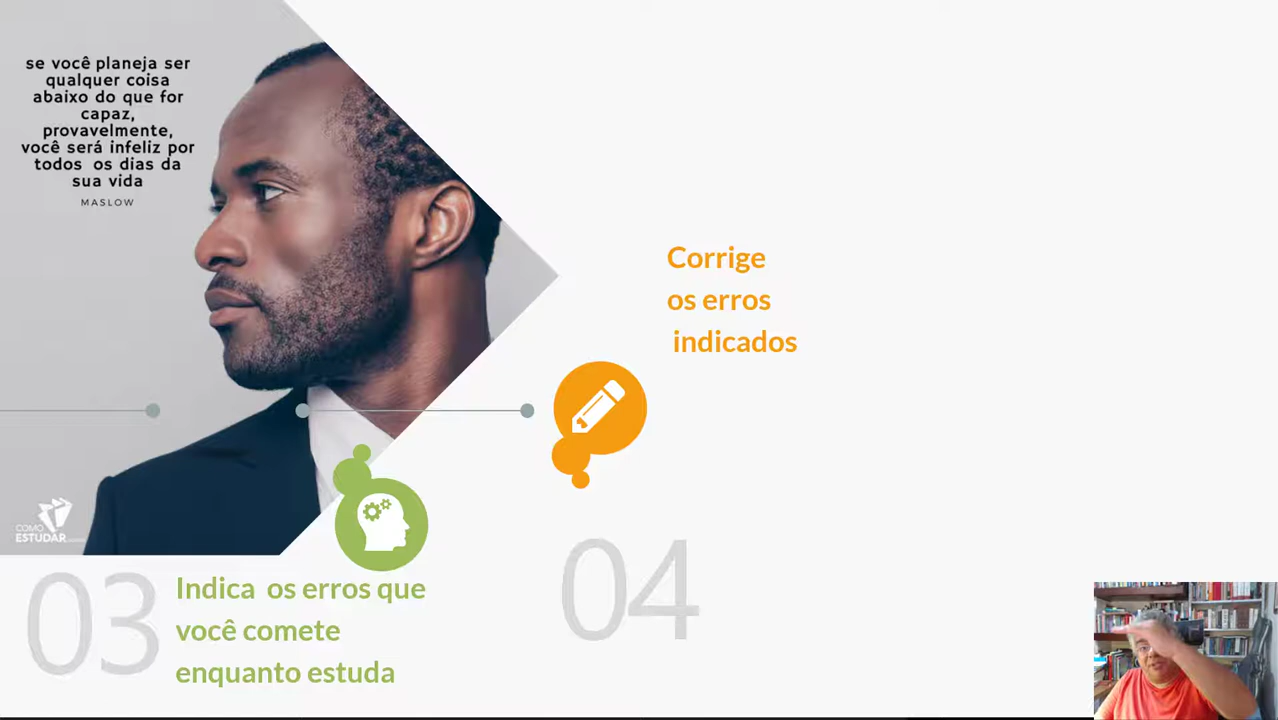 se você planeja ser
qualquer coisa
abaixo do que for
capaz,
provavelmente,
você será infeliz por
todos os dias da
sua vida
MASLOW
COMO
ESTUDAR
Corrige
os erros
indicados
03
Indica os erros que
você comete
enquanto estuda
04